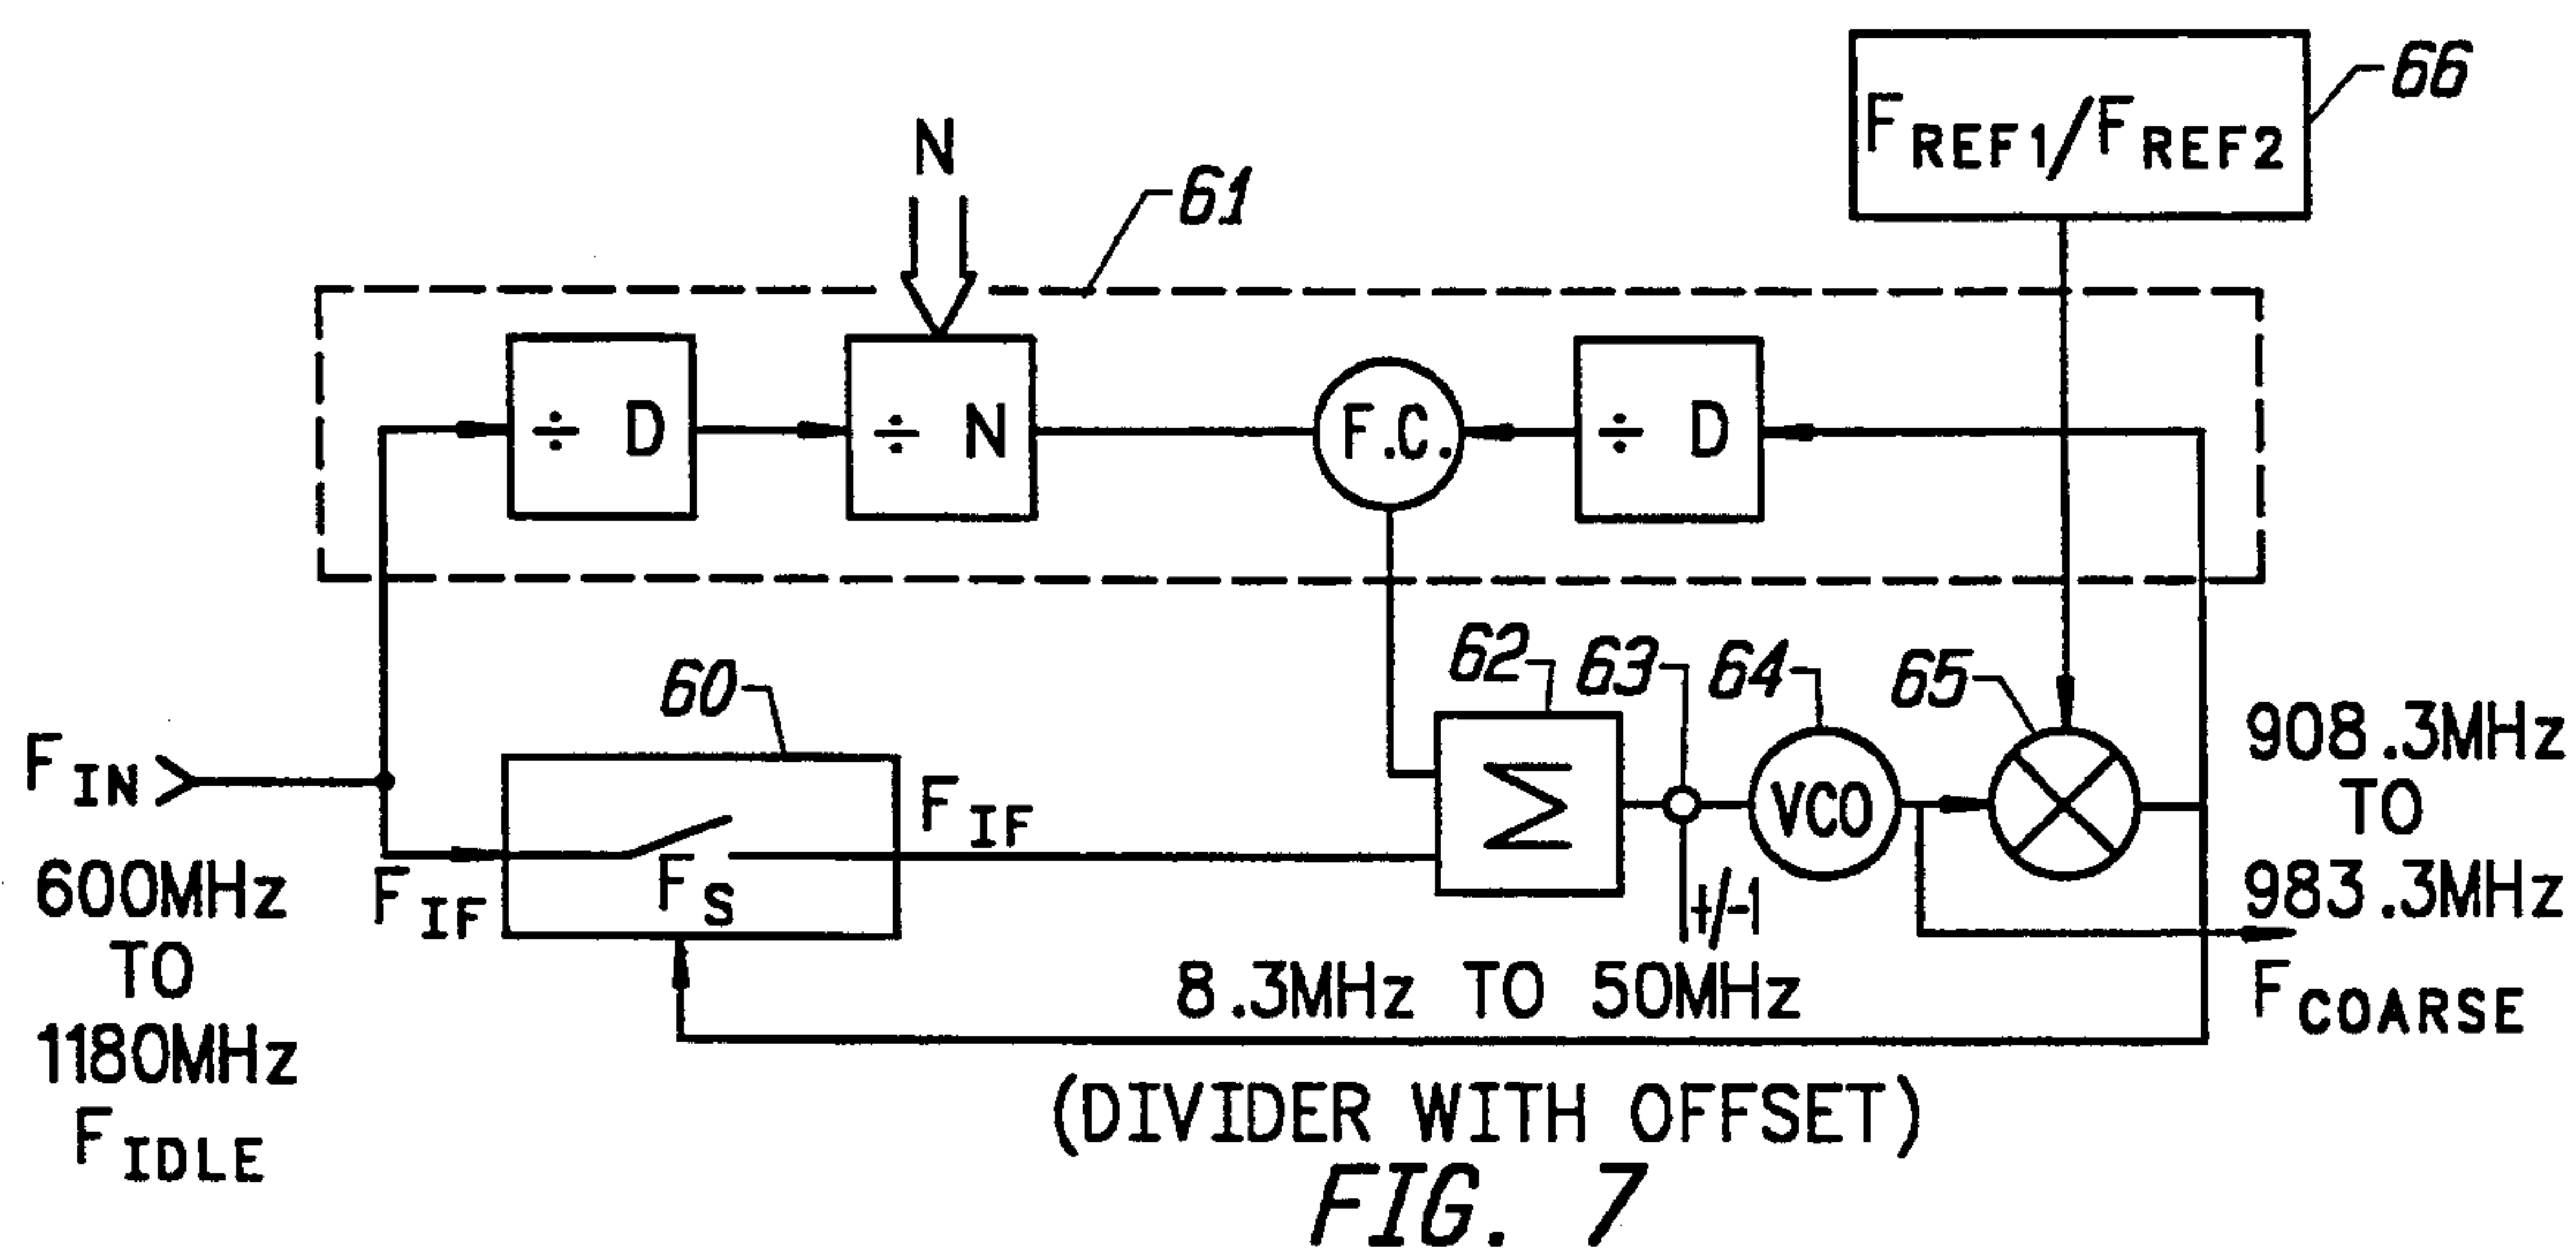 66
F REF1/F REF2
N
61
÷ D
÷ N
F.C.
÷ D
60
62
63
64
65
F IN
600MHz
TO
1180MHz
F IDLE
F IF
F S
F IF
Σ
+/-1
VCO
8.3MHz TO 50MHz
908.3MHz
TO
983.3MHz
F COARSE
(DIVIDER WITH OFFSET)
FIG. 7